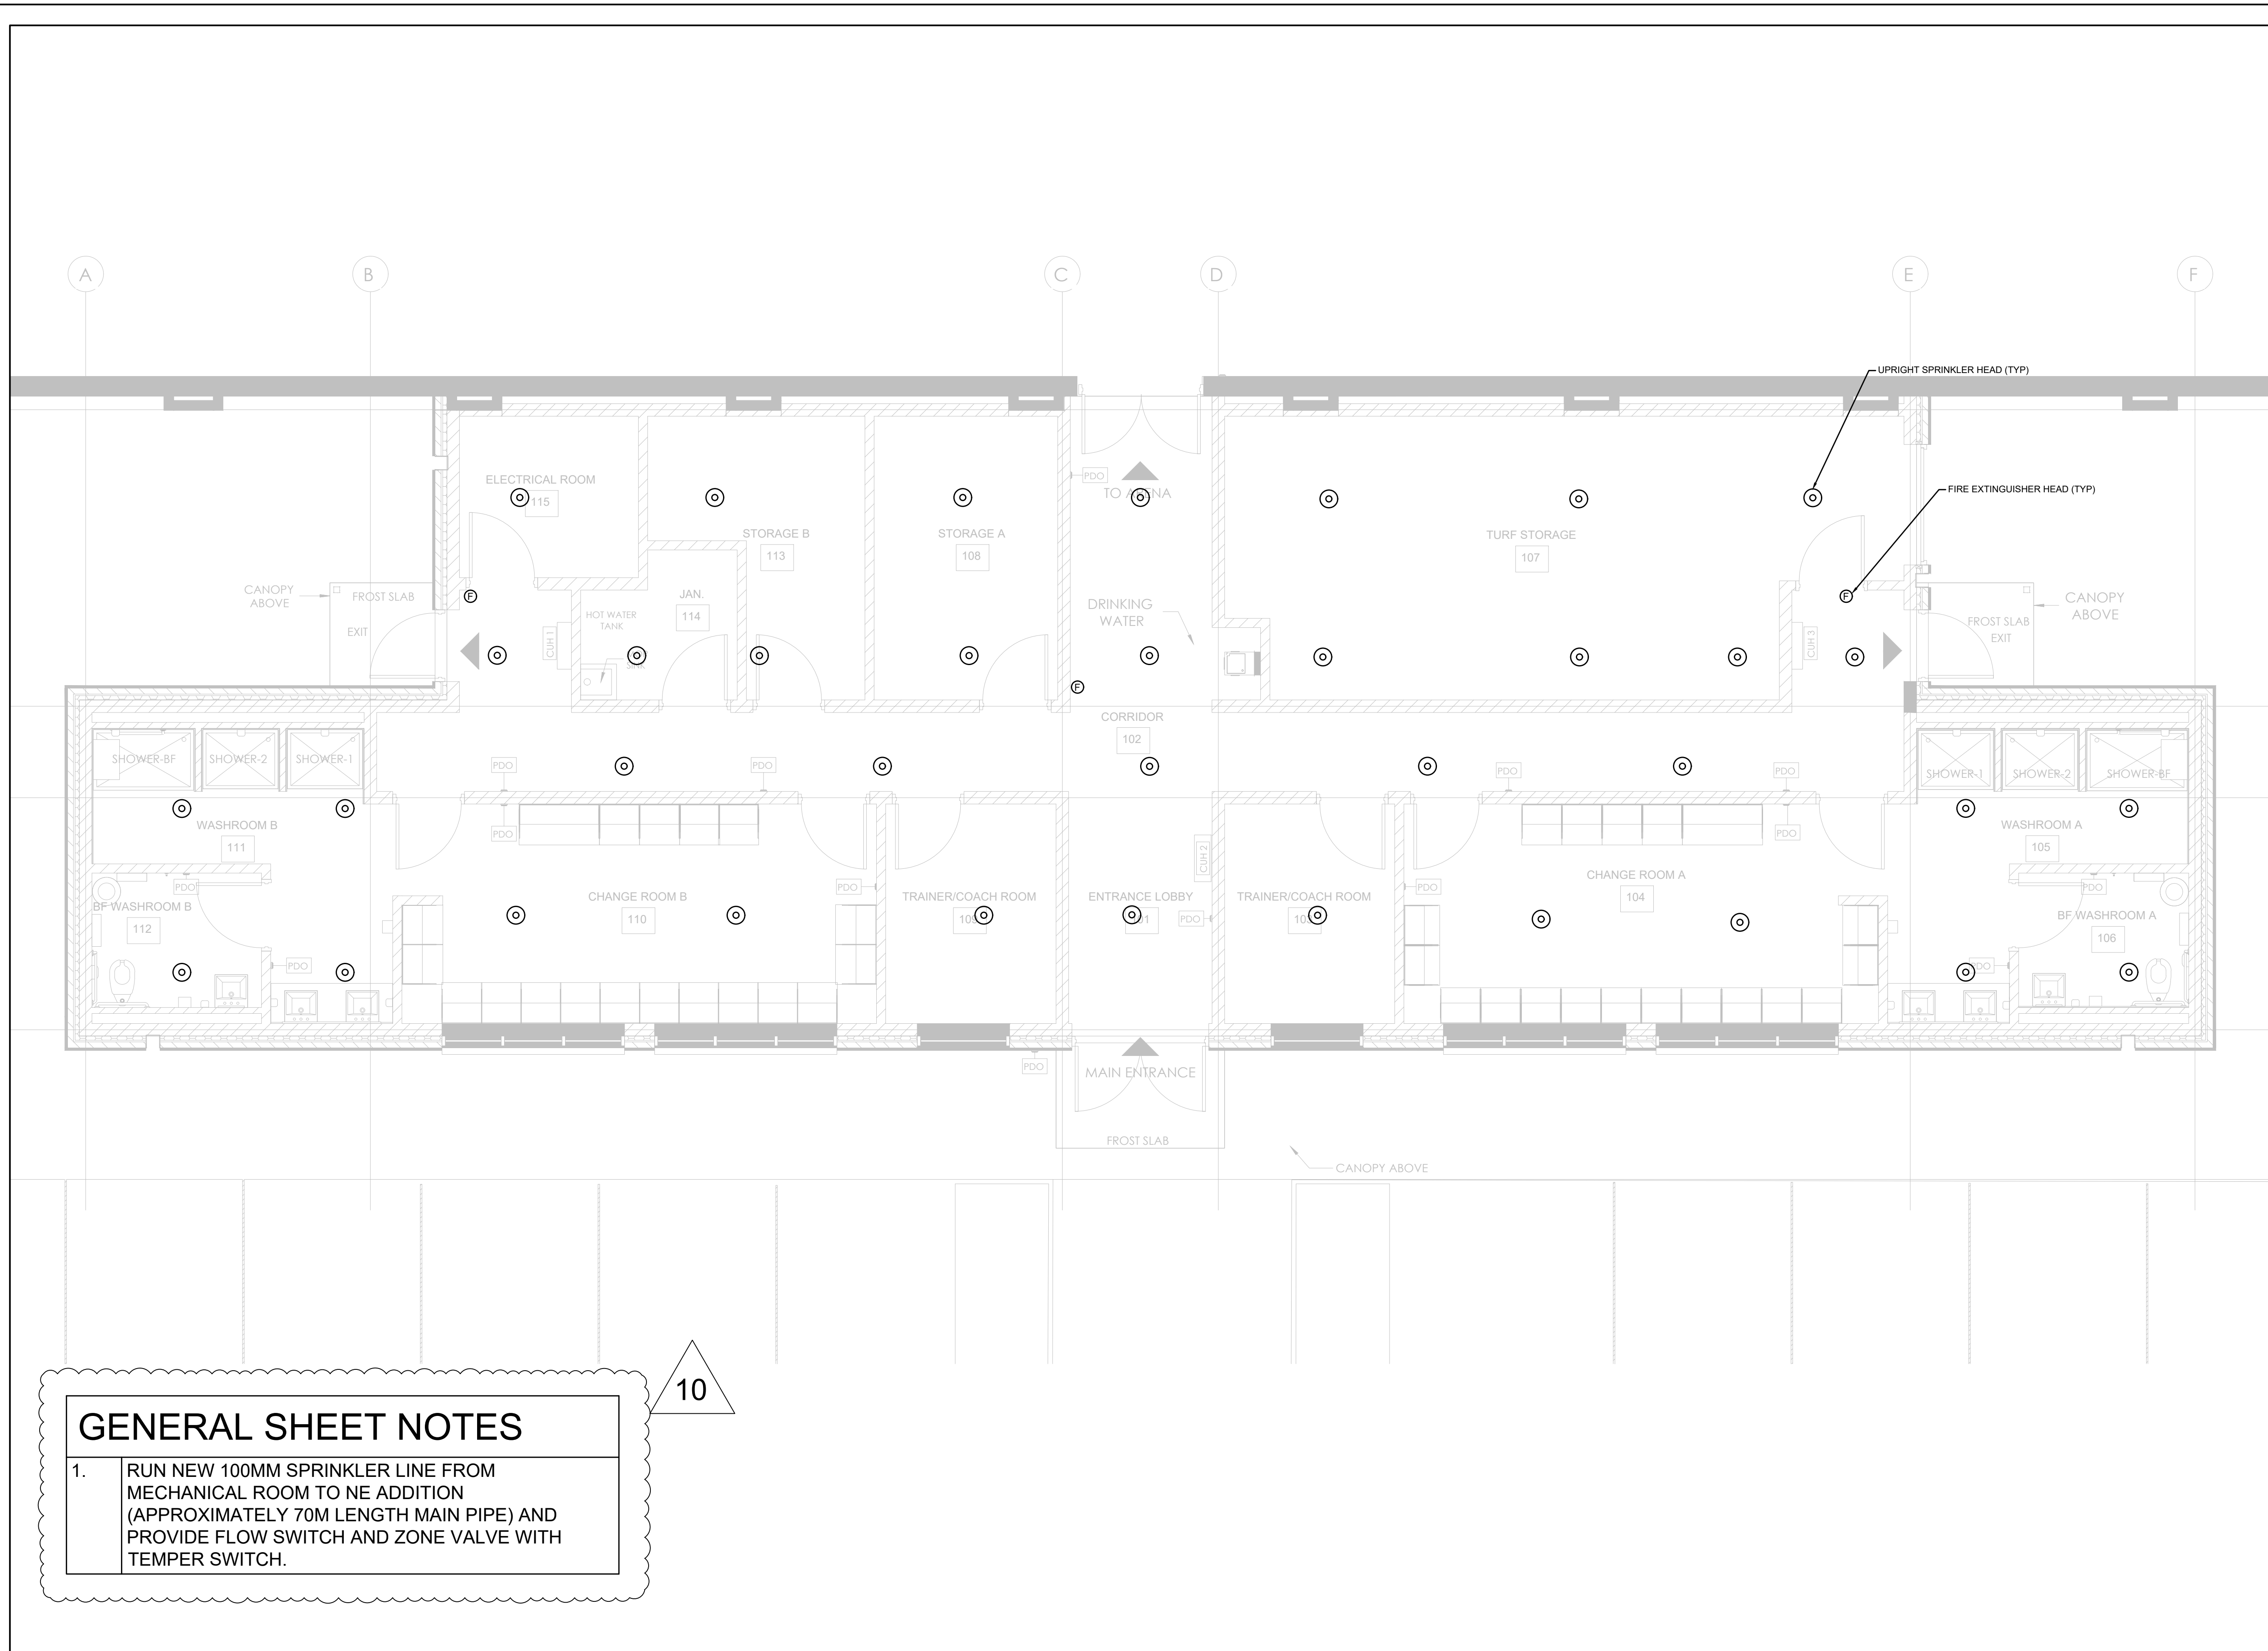 A
B
C
D
E
F
UPRIGHT SPRINKLER HEAD (TYP)
FIRE EXTINGUISHER HEAD (TYP)
ELECTRICAL ROOM
115
PDO
TO ARENA
STORAGE B
113
STORAGE A
108
TURF STORAGE
107
CANOPY
ABOVE
FROST SLAB
EXIT
F
CUH 1
HOT WATER
TANK
JAN.
114
DRINKING
WATER
F
CUH 3
F
FROST SLAB
EXIT
CANOPY
ABOVE
CORRIDOR
102
SHOWER-BF
SHOWER-2
SHOWER-1
PDO
PDO
PDO
PDO
SHOWER-1
SHOWER-2
SHOWER-BF
WASHROOM B
111
PDO
PDO
WASHROOM A
105
CUH 2
PDO
BF WASHROOM B
112
CHANGE ROOM B
110
PDO
TRAINER/COACH ROOM
ENTRANCE LOBBY
PDO
TRAINER/COACH ROOM
PDO
CHANGE ROOM A
104
PDO
BF WASHROOM A
106
PDO
PDO
PDO
MAIN ENTRANCE
FROST SLAB
CANOPY ABOVE
10
GENERAL SHEET NOTES
1. RUN NEW 100MM SPRINKLER LINE FROM
MECHANICAL ROOM TO NE ADDITION
(APPROXIMATELY 70M LENGTH MAIN PIPE) AND
PROVIDE FLOW SWITCH AND ZONE VALVE WITH
TEMPER SWITCH.